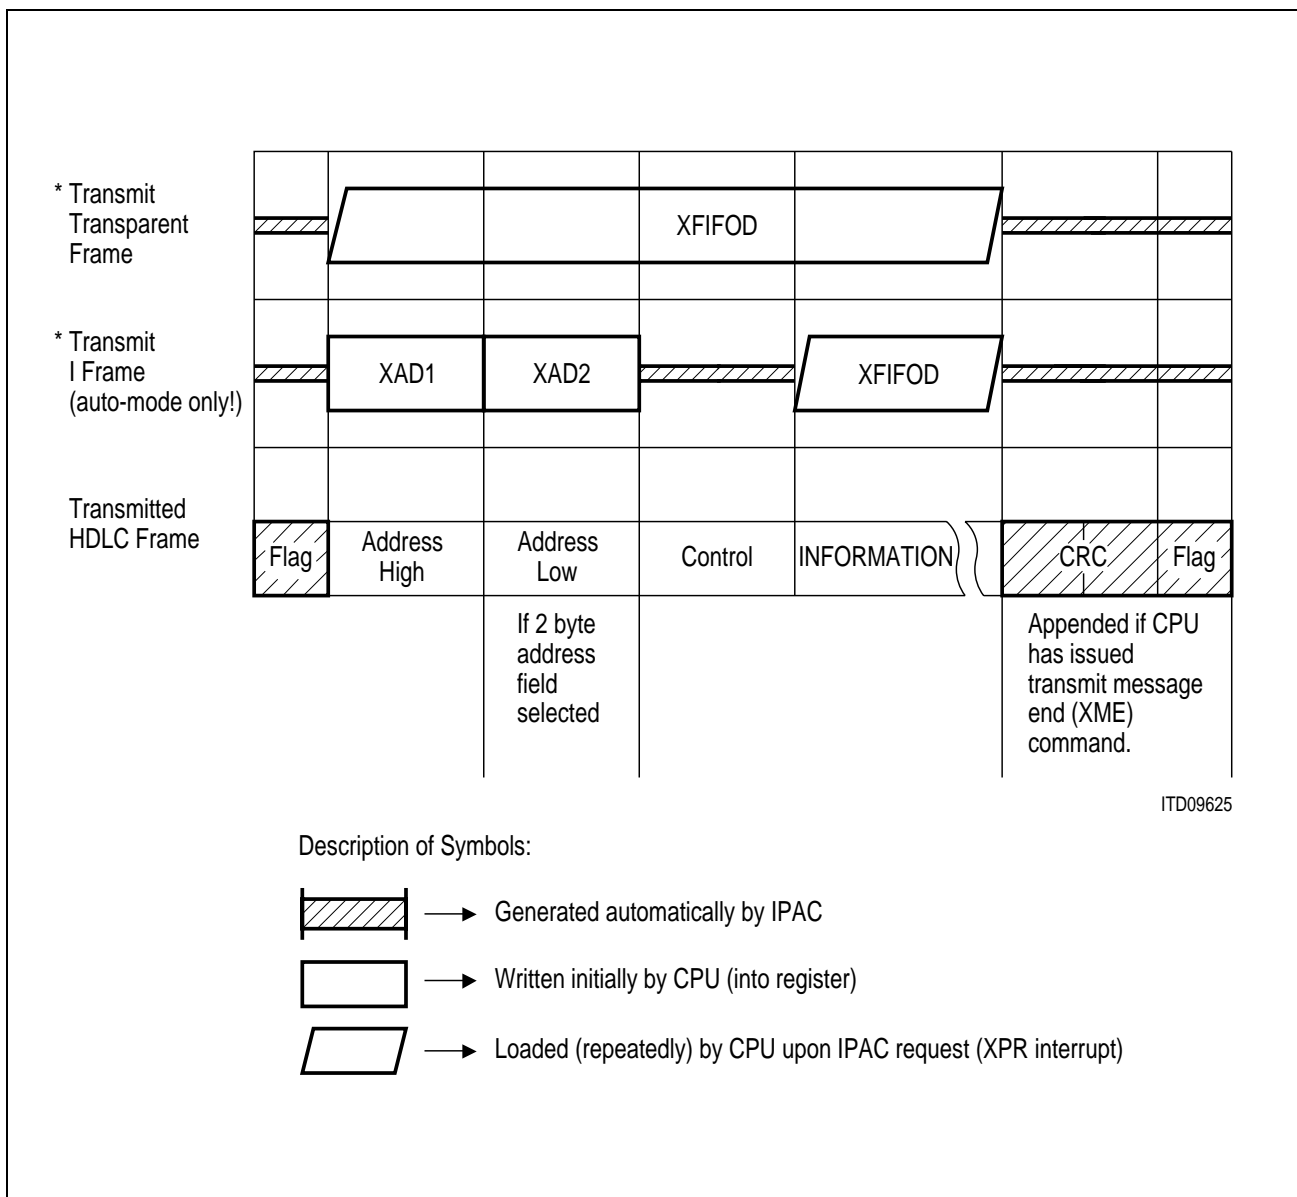 * Transmit
Transparent
Frame
XFIFOD
* Transmit
I Frame
(auto-mode only!)
XAD1
XAD2
XFIFOD
Transmitted
HDLC Frame
Flag
Address
High
Address
Low
Control
INFORMATION
CRC
Flag
If 2 byte
address
field
selected
Appended if CPU
has issued
transmit message
end (XME)
command.
ITD09625
Description of Symbols:
Generated automatically by IPAC
Written initially by CPU (into register)
Loaded (repeatedly) by CPU upon IPAC request (XPR interrupt)